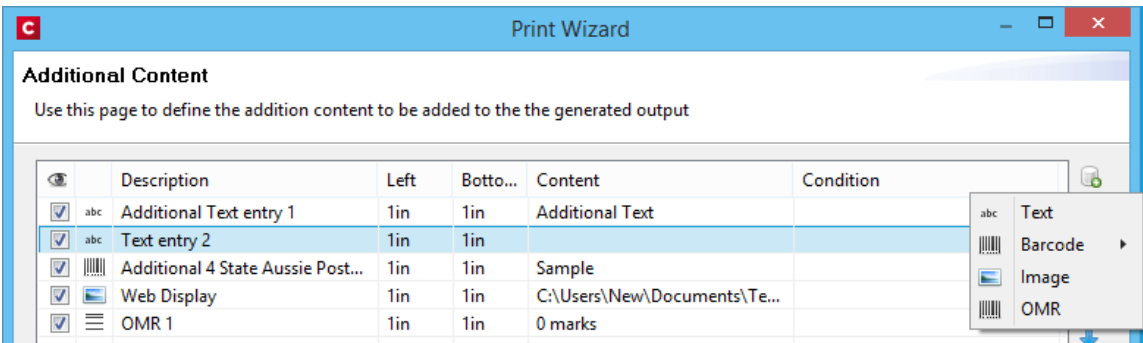 C Print Wizard
Additional Content
Use this page to define the addition content to be added to the the generated output
Description Left Botto... Content Condition
abc Additional Text entry 1 1in 1in Additional Text
abc Text entry 2 1in 1in
Additional 4 State Aussie Post... 1in 1in Sample
Web Display 1in 1in C:\Users\New\Documents\Te...
OMR 1 1in 1in 0 marks
abc Text
Barcode
Image
OMR